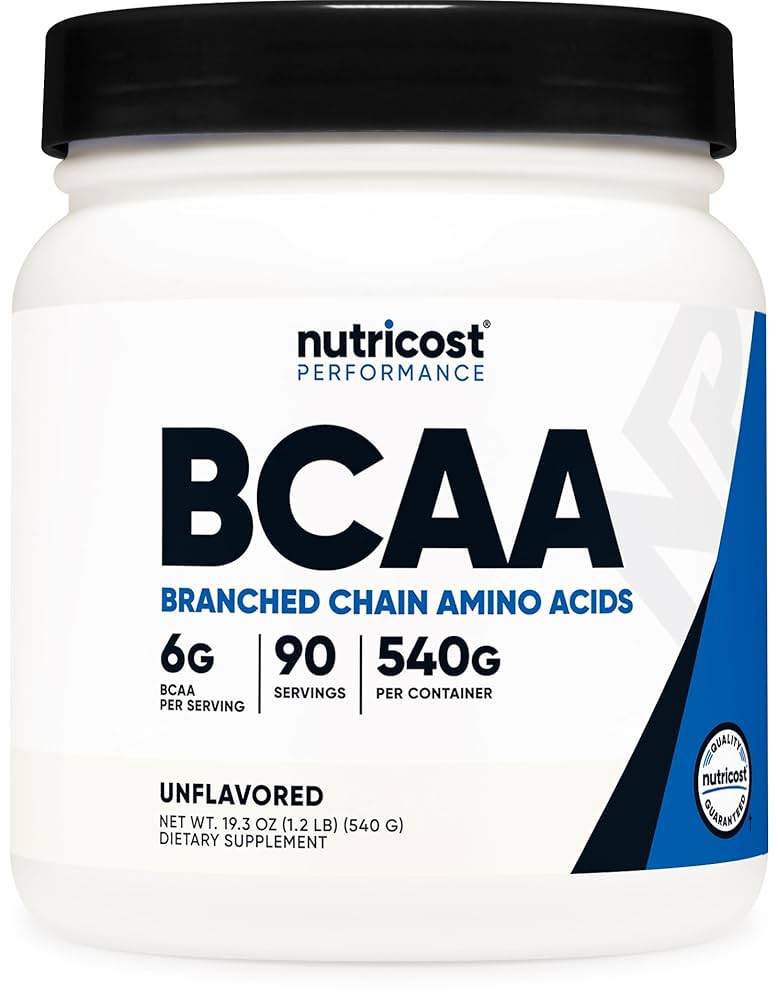 nutricost®
PERFORMANCE
BCAA
BRANCHED CHAIN AMINO ACIDS
6G
BCAA
PER SERVING
90
SERVINGS
540G
PER CONTAINER
UNFLAVORED
NET WT. 19.3 OZ (1.2 LB) (540 G)
DIETARY SUPPLEMENT
QUALITY
nutricost®
GUARANTEED
†